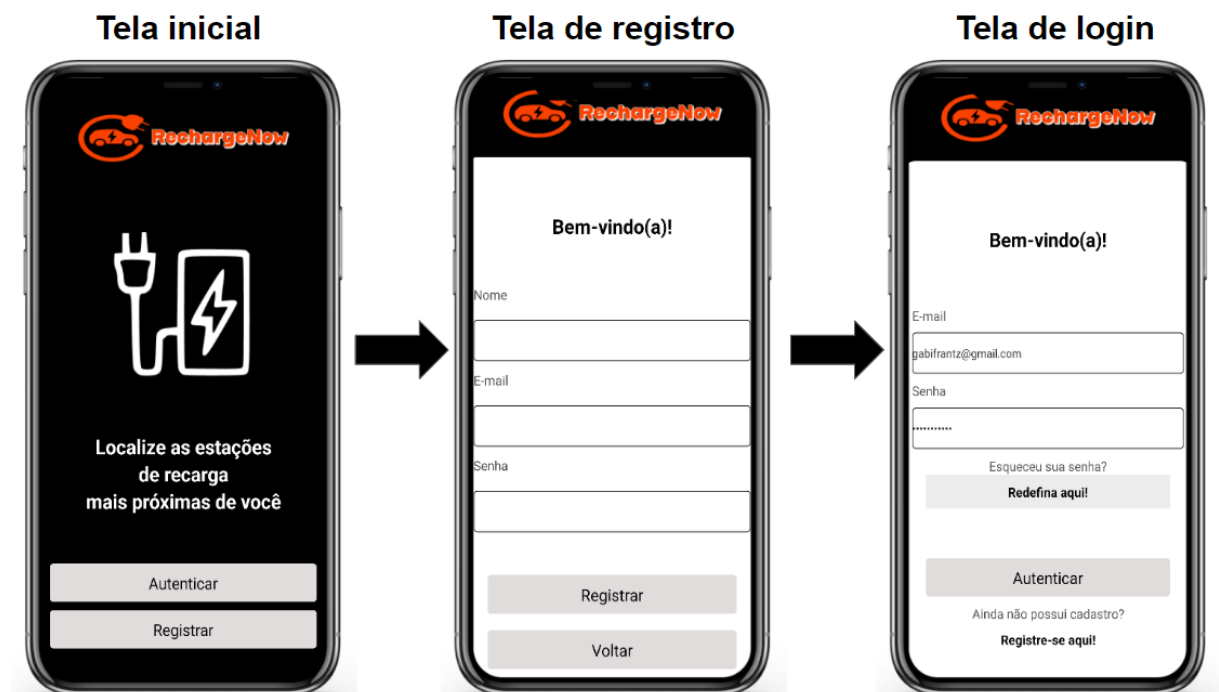 Tela inicial
RechargeNow
Localize as estações
de recarga
mais próximas de você
Autenticar
Registrar
Tela de registro
RechargeNow
Bem-vindo(a)!
Nome
E-mail
Senha
Registrar
Voltar
Tela de login
RechargeNow
Bem-vindo(a)!
E-mail
gabifrantz@gmail.com
Senha
...........
Esqueceu sua senha?
Redefina aqui!
Autenticar
Ainda não possui cadastro?
Registre-se aqui!